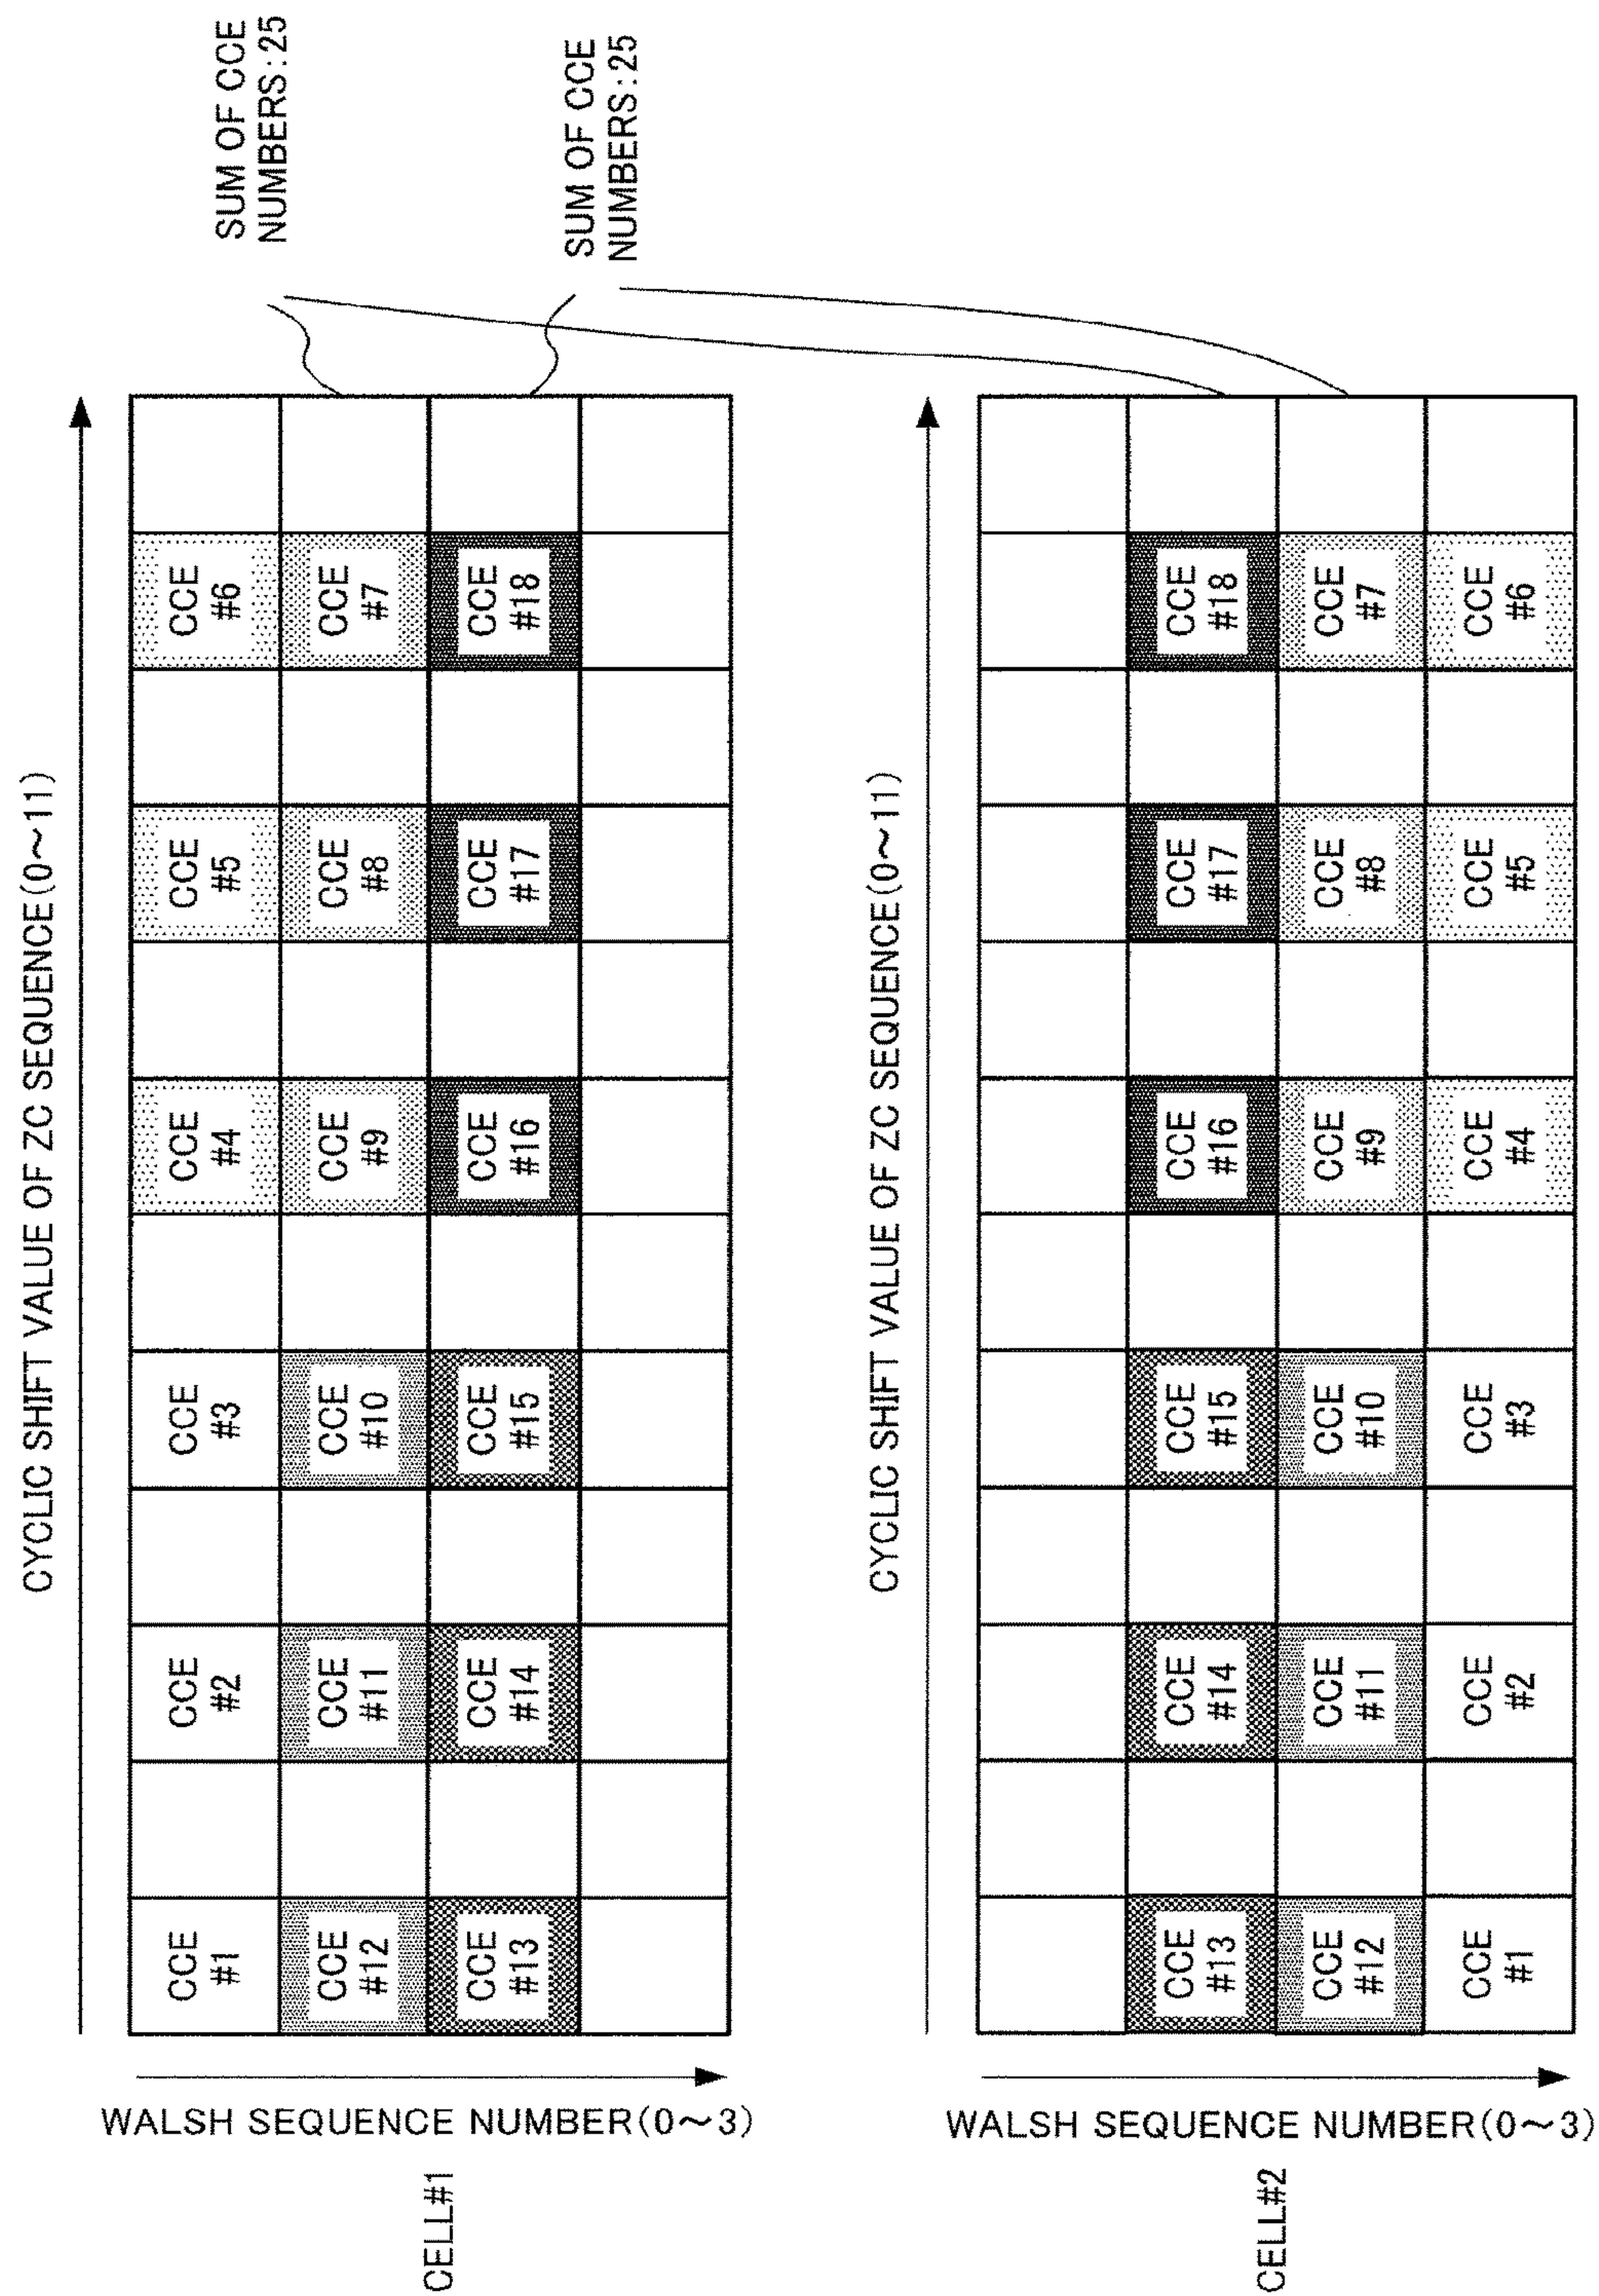 CELL#1
WALSH SEQUENCE NUMBER(0～3)
CYCLIC SHIFT VALUE OF ZC SEQUENCE(0～11)
CCE
#1
CCE
#2
CCE
#3
CCE
#4
CCE
#5
CCE
#6
CCE
#12
CCE
#11
CCE
#10
CCE
#9
CCE
#8
CCE
#7
CCE
#13
CCE
#14
CCE
#15
CCE
#16
CCE
#17
CCE
#18
SUM OF CCE
NUMBERS:25
SUM OF CCE
NUMBERS:25
CELL#2
WALSH SEQUENCE NUMBER(0～3)
CYCLIC SHIFT VALUE OF ZC SEQUENCE(0～11)
CCE
#13
CCE
#14
CCE
#15
CCE
#16
CCE
#17
CCE
#18
CCE
#12
CCE
#11
CCE
#10
CCE
#9
CCE
#8
CCE
#7
CCE
#1
CCE
#2
CCE
#3
CCE
#4
CCE
#5
CCE
#6